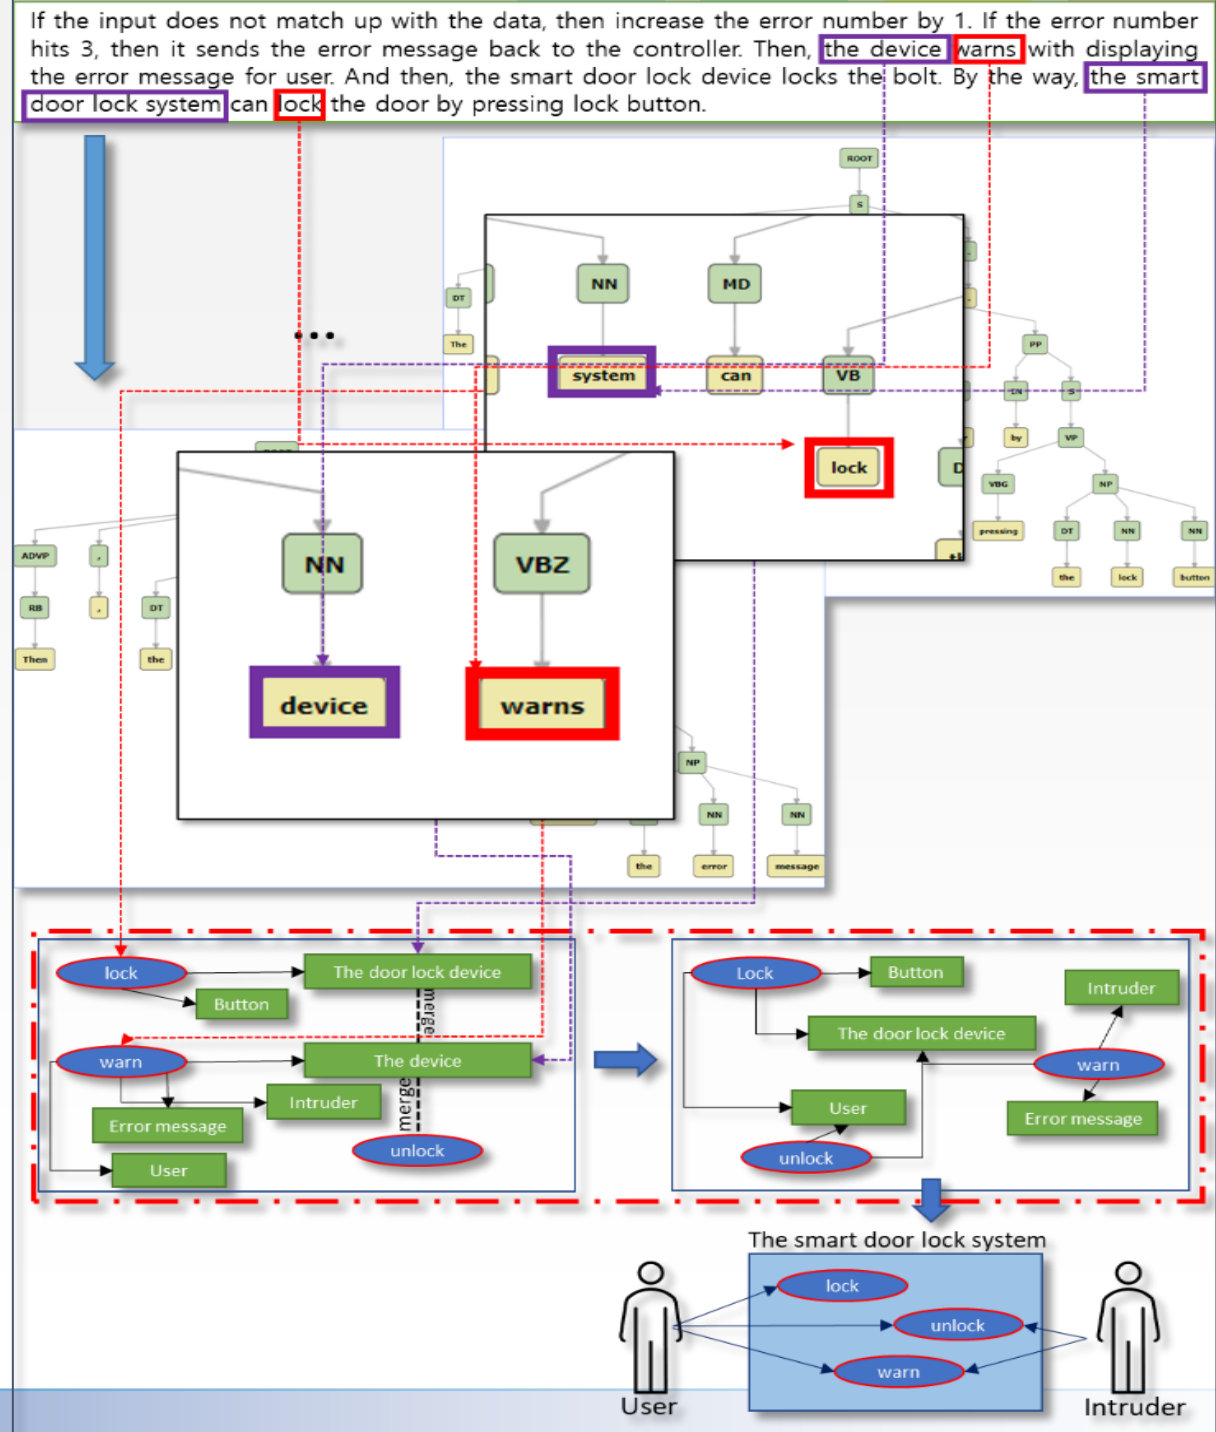 If the input does not match up with the data, then increase the error number by 1. If the error number
hits 3, then it sends the error message back to the controller. Then, the device warns with displaying
the error message for user. And then, the smart door lock device locks the bolt. By the way, the smart
door lock system can lock the door by pressing lock button.
ROOT
S
DT
The
NN
MD
system
can
VB
lock
PP
IN
S
by
VP
VBG
NP
pressing
DT
NN
NN
the
lock
button
...
ADVP
,
RB
,
DT
Then
the
NN
VBZ
device
warns
NP
NN
NN
the
error
message
lock
The door lock device
Button
merge
warn
The device
Intruder
Error message
merge
unlock
User
Lock
Button
Intruder
The door lock device
warn
User
Error message
unlock
The smart door lock system
lock
unlock
warn
User
Intruder